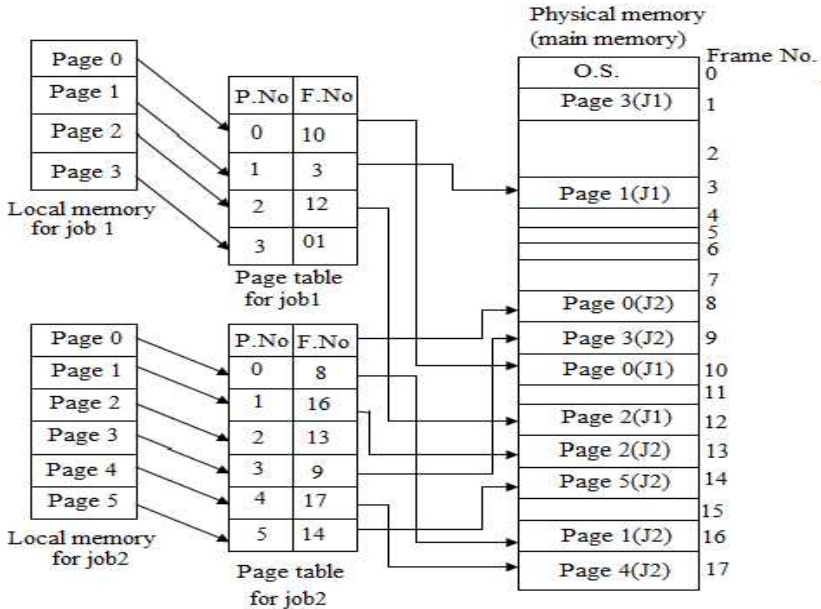 Page 0
Page 1
Page 2
Page 3
Local memory
for job 1
P.No F.No
0 10
1 3
2 12
3 01
Page table
for job1
Page 0
Page 1
Page 2
Page 3
Page 4
Page 5
Local memory
for job2
P.No F.No
0 8
1 16
2 13
3 9
4 17
5 14
Page table
for job2
Physical memory
(main memory)
Frame No.
O.S. 0
Page 3(J1) 1
2
Page 1(J1) 3
4
5
6
7
Page 0(J2) 8
Page 3(J2) 9
Page 0(J1) 10
11
Page 2(J1) 12
Page 2(J2) 13
Page 5(J2) 14
15
Page 1(J2) 16
Page 4(J2) 17